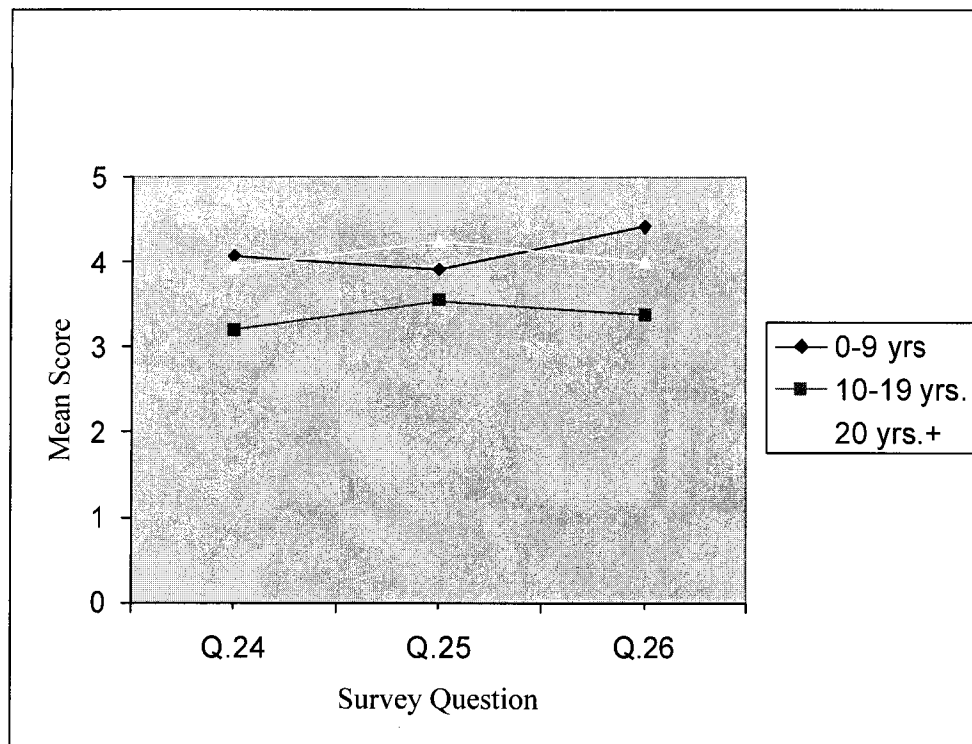 5
4
3
2
1
0
Mean Score
Q.24
Q.25
Q.26
Survey Question
0-9 yrs
10-19 yrs.
20 yrs.+